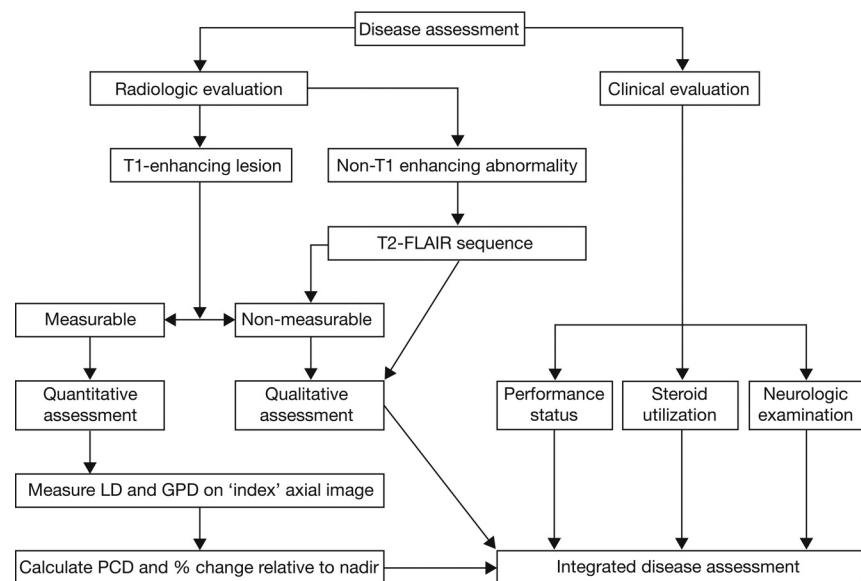 Disease assessment
Radiologic evaluation
Clinical evaluation
T1-enhancing lesion
Non-T1 enhancing abnormality
T2-FLAIR sequence
Measurable
Non-measurable
Quantitative
assessment
Qualitative
assessment
Performance
status
Steroid
utilization
Neurologic
examination
Measure LD and GPD on ‘index’ axial image
Calculate PCD and % change relative to nadir
Integrated disease assessment